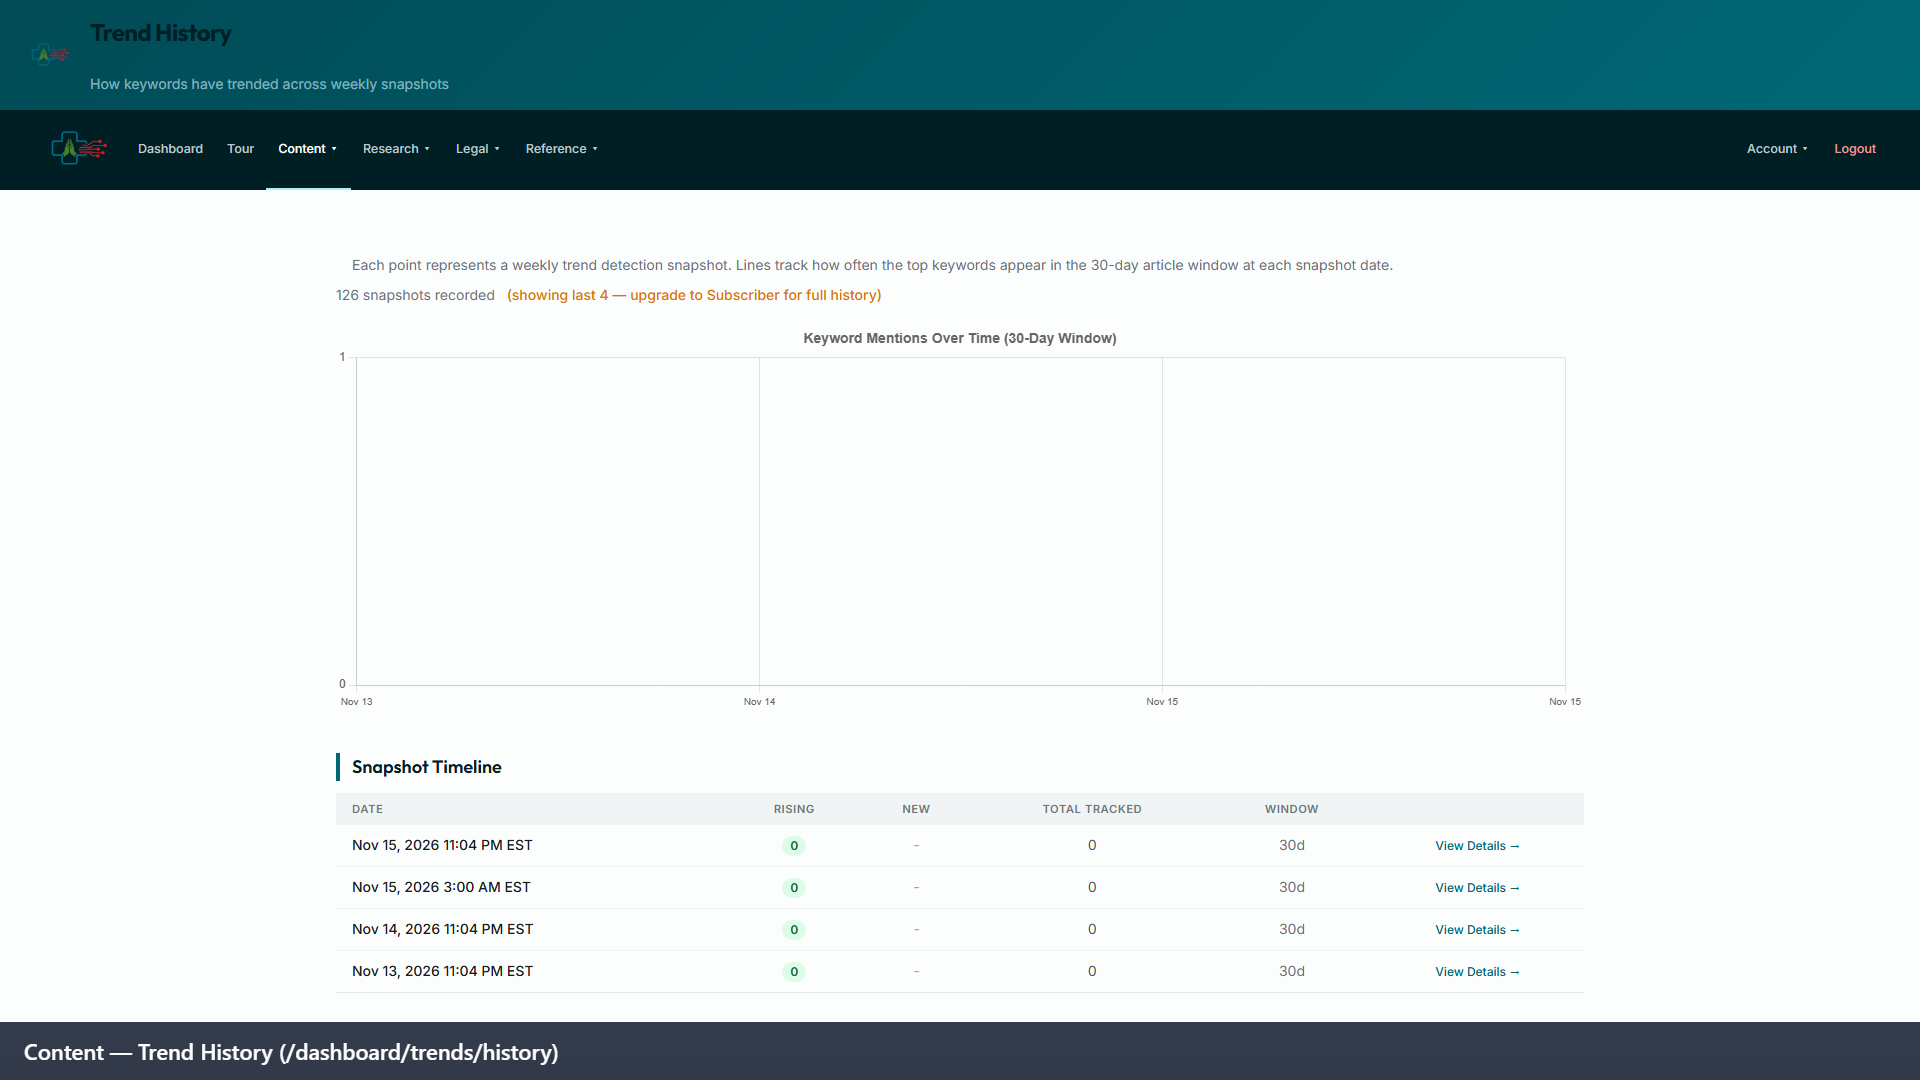 Trend History
How keywords have trended across weekly snapshots
Dashboard Tour Content ▾ Research ▾ Legal ▾ Reference ▾ Account ▾ Logout
Each point represents a weekly trend detection snapshot. Lines track how often the top keywords appear in the 30-day article window at each snapshot date.
126 snapshots recorded (showing last 4 — upgrade to Subscriber for full history)
Keyword Mentions Over Time (30-Day Window)
1
0
Nov 13 Nov 14 Nov 15 Nov 15
Snapshot Timeline
DATE RISING NEW TOTAL TRACKED WINDOW
Nov 15, 2026 11:04 PM EST 0 - 0 30d View Details →
Nov 15, 2026 3:00 AM EST 0 - 0 30d View Details →
Nov 14, 2026 11:04 PM EST 0 - 0 30d View Details →
Nov 13, 2026 11:04 PM EST 0 - 0 30d View Details →
Content — Trend History (/dashboard/trends/history)